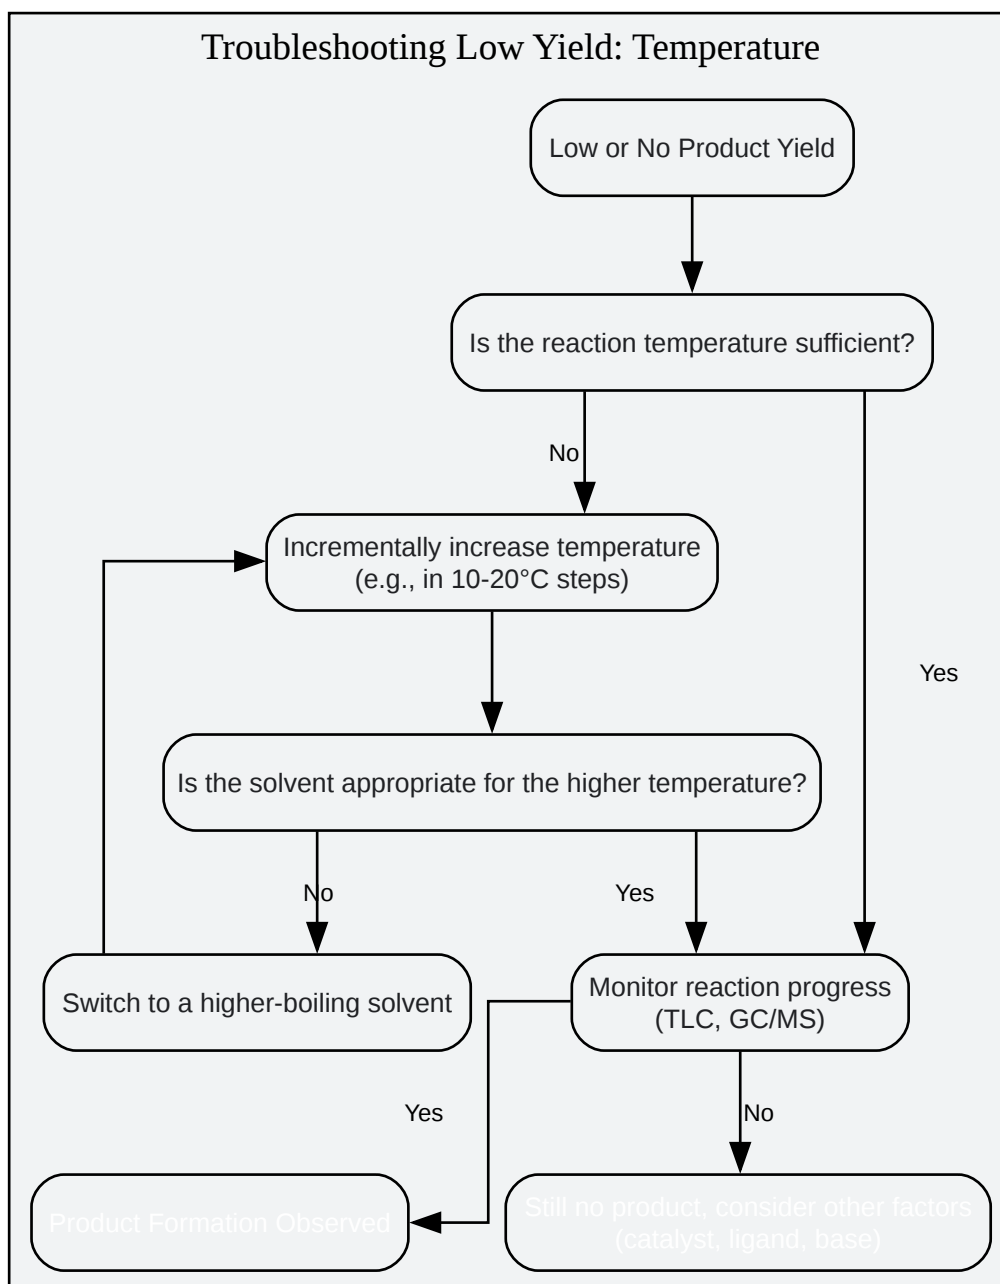 Troubleshooting Low Yield: Temperature
Low or No Product Yield
Is the reaction temperature sufficient?
No
Incrementally increase temperature
(e.g., in 10-20°C steps)
Yes
Is the solvent appropriate for the higher temperature?
No
Yes
Switch to a higher-boiling solvent
Monitor reaction progress
(TLC, GC/MS)
Yes
No
Product Formation Observed
Still no product, consider other factors
(catalyst, ligand, base)